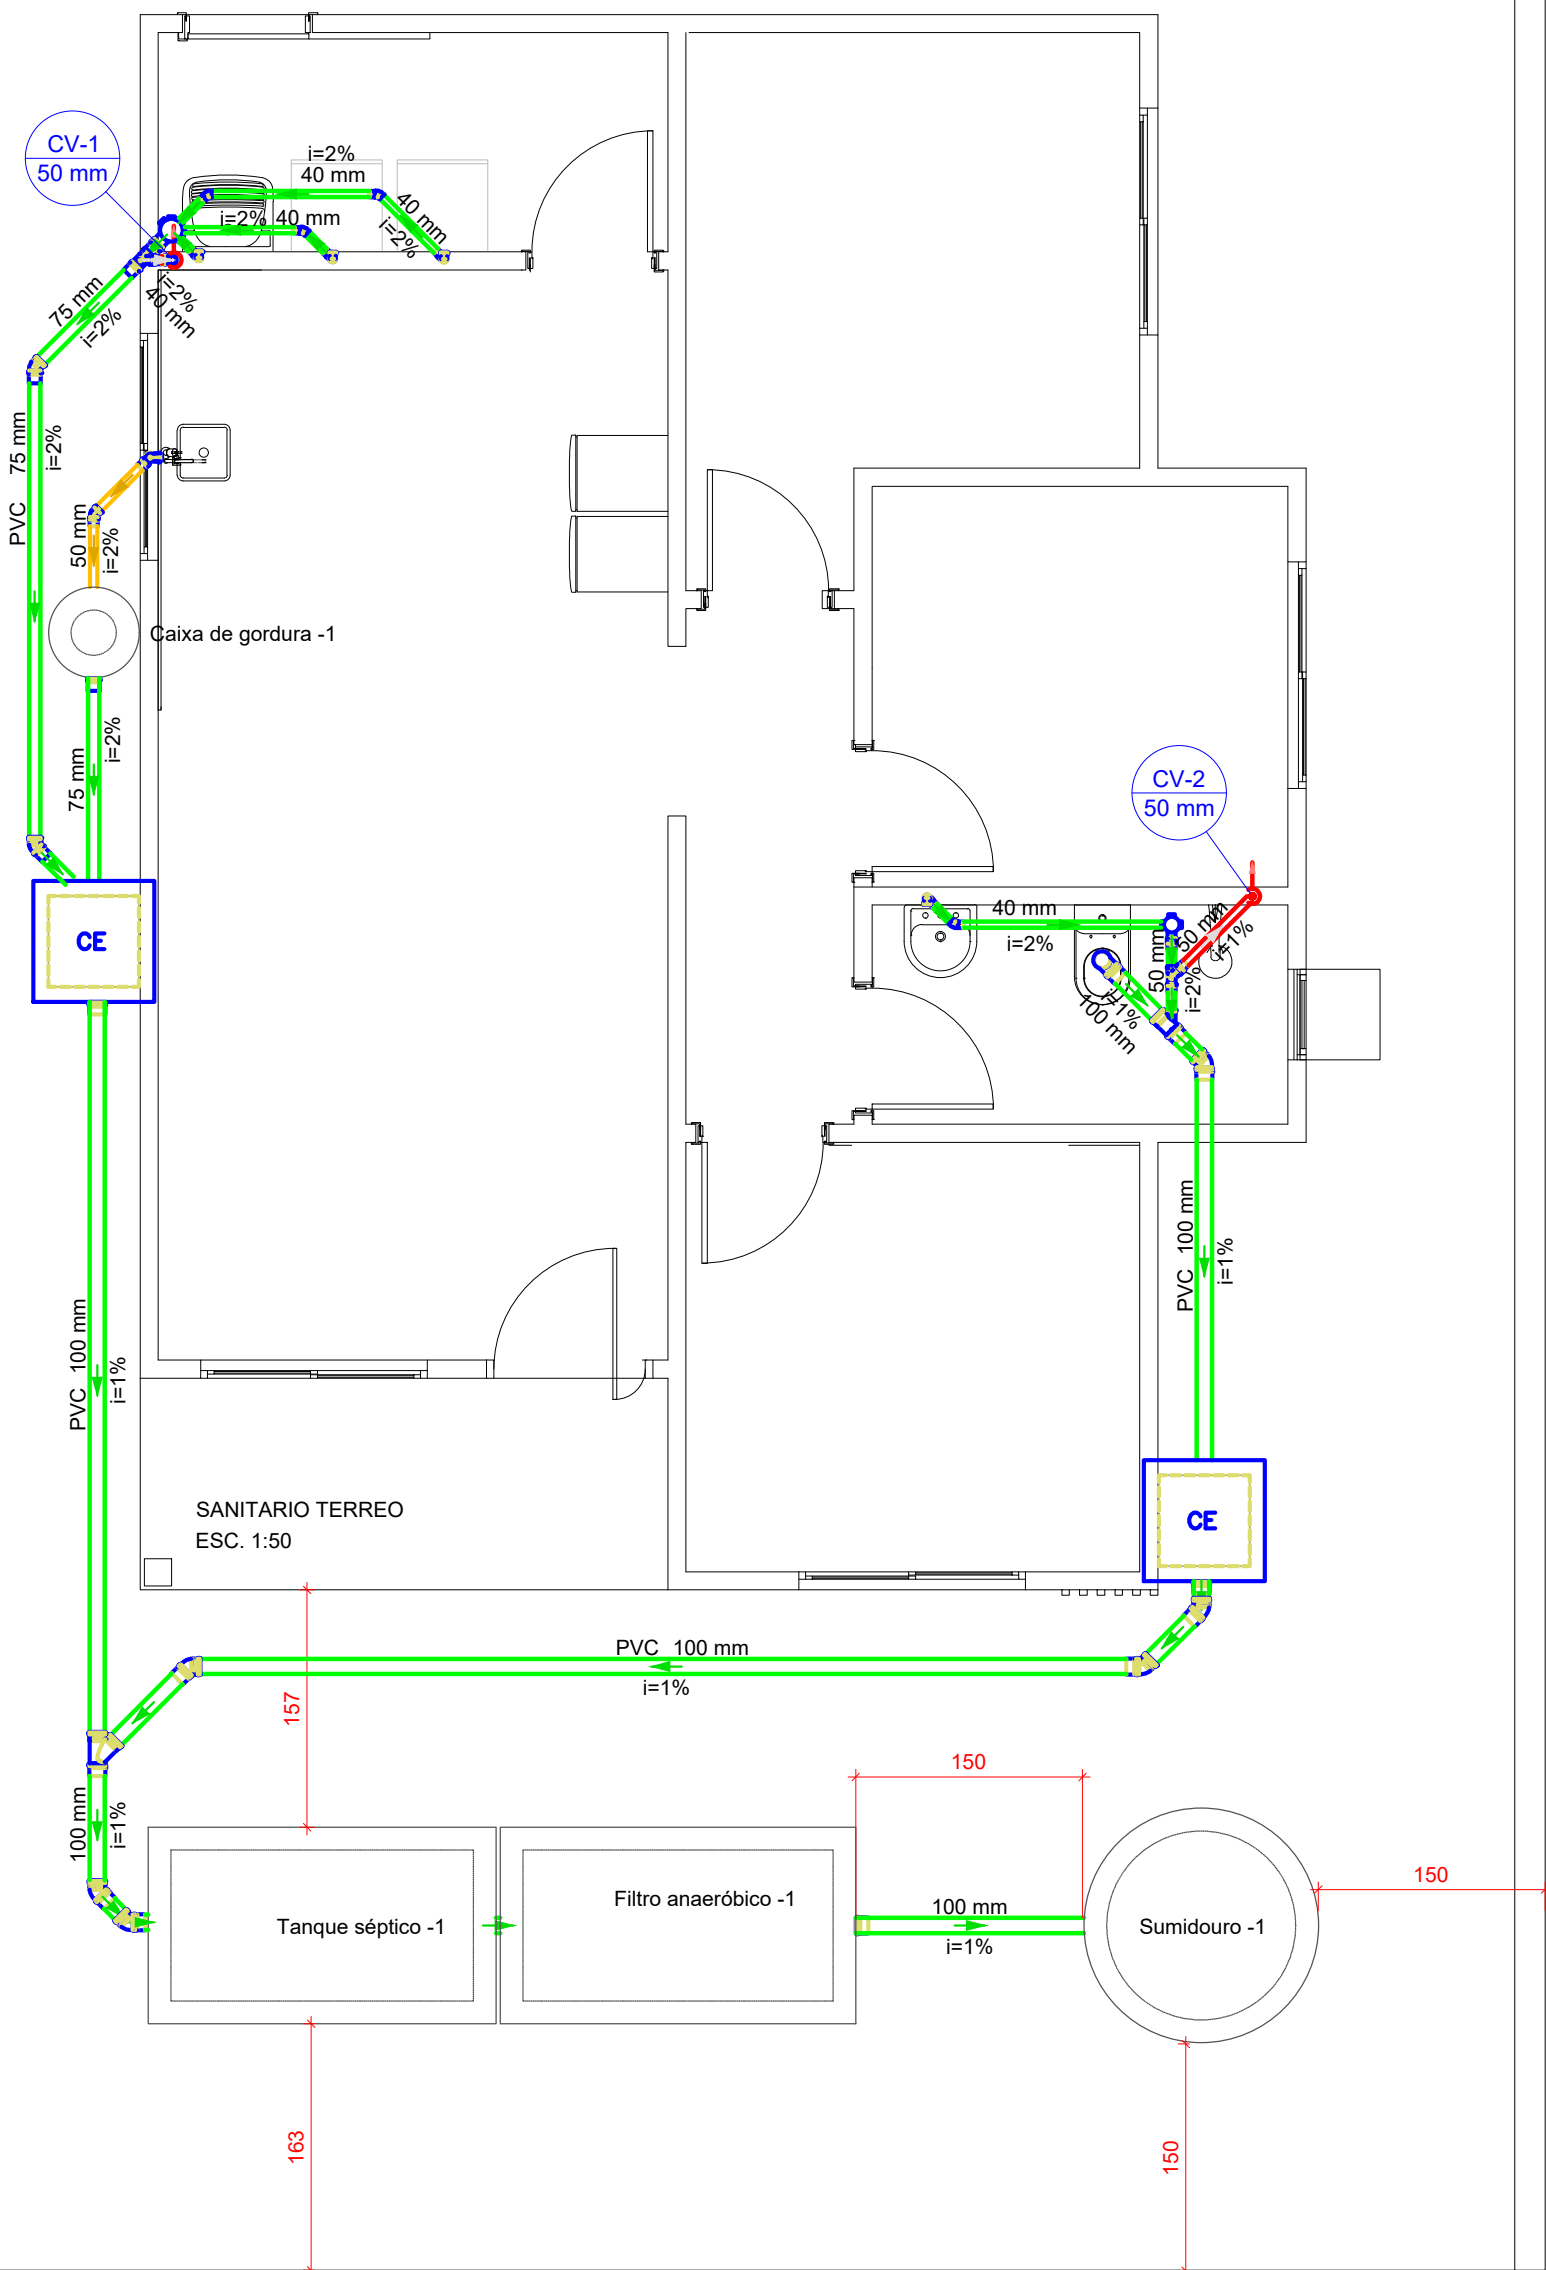 CV-1
50 mm
i=2%
40 mm
40 mm
i=2%
i=2%  40 mm
i=2%
40 mm
75 mm
i=2%
PVC   75 mm
i=2%
50 mm
i=2%
Caixa de gordura -1
75 mm
i=2%
CE
CV-2
50 mm
40 mm
i=2%
50 mm
i=2%
50 mm
i=1%
i=1%
100 mm
PVC   100 mm
i=1%
PVC   100 mm
i=1%
CE
SANITARIO TERREO
ESC. 1:50
PVC   100 mm
i=1%
157
150
100 mm
i=1%
150
Tanque séptico -1
Filtro anaeróbico -1
100 mm
i=1%
Sumidouro -1
163
150